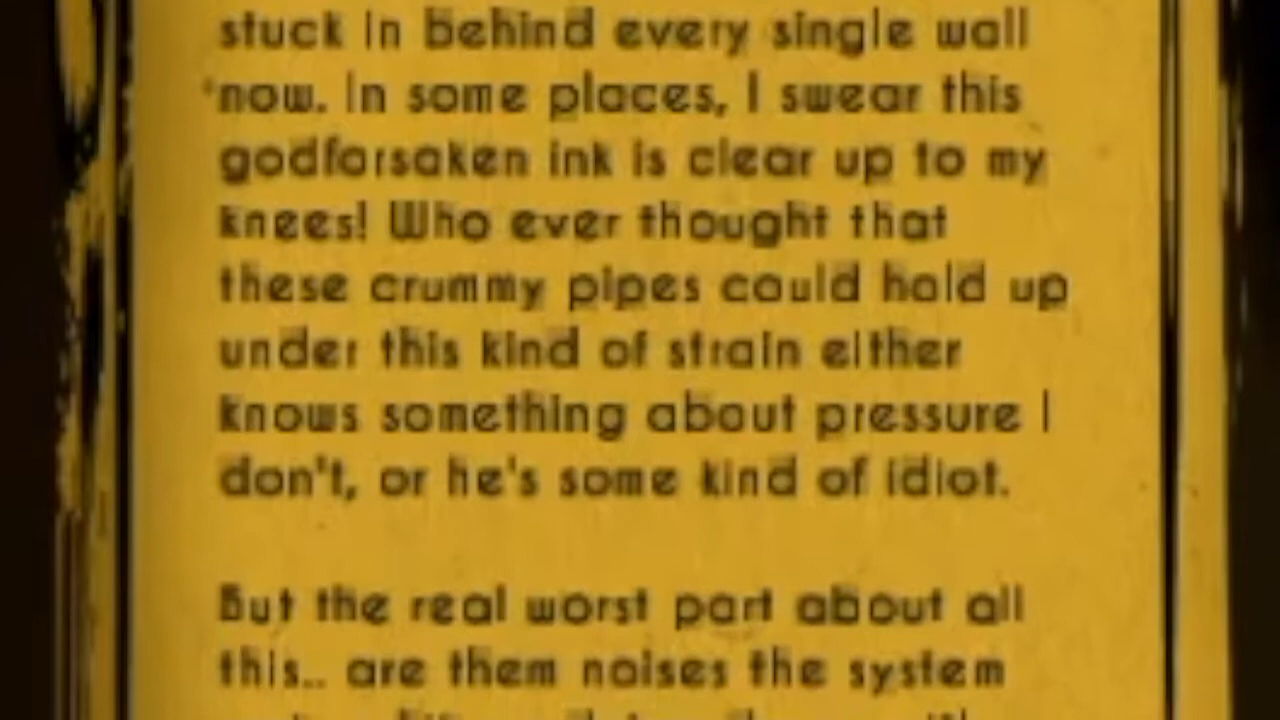 stuck in behind every single wall
now. In some places, I swear this
godforsaken ink is clear up to my
knees! Who ever thought that
these crummy pipes could hold up
under this kind of strain either
knows something about pressure I
don't, or he's some kind of idiot.
But the real worst part about all
this.. are them noises the system